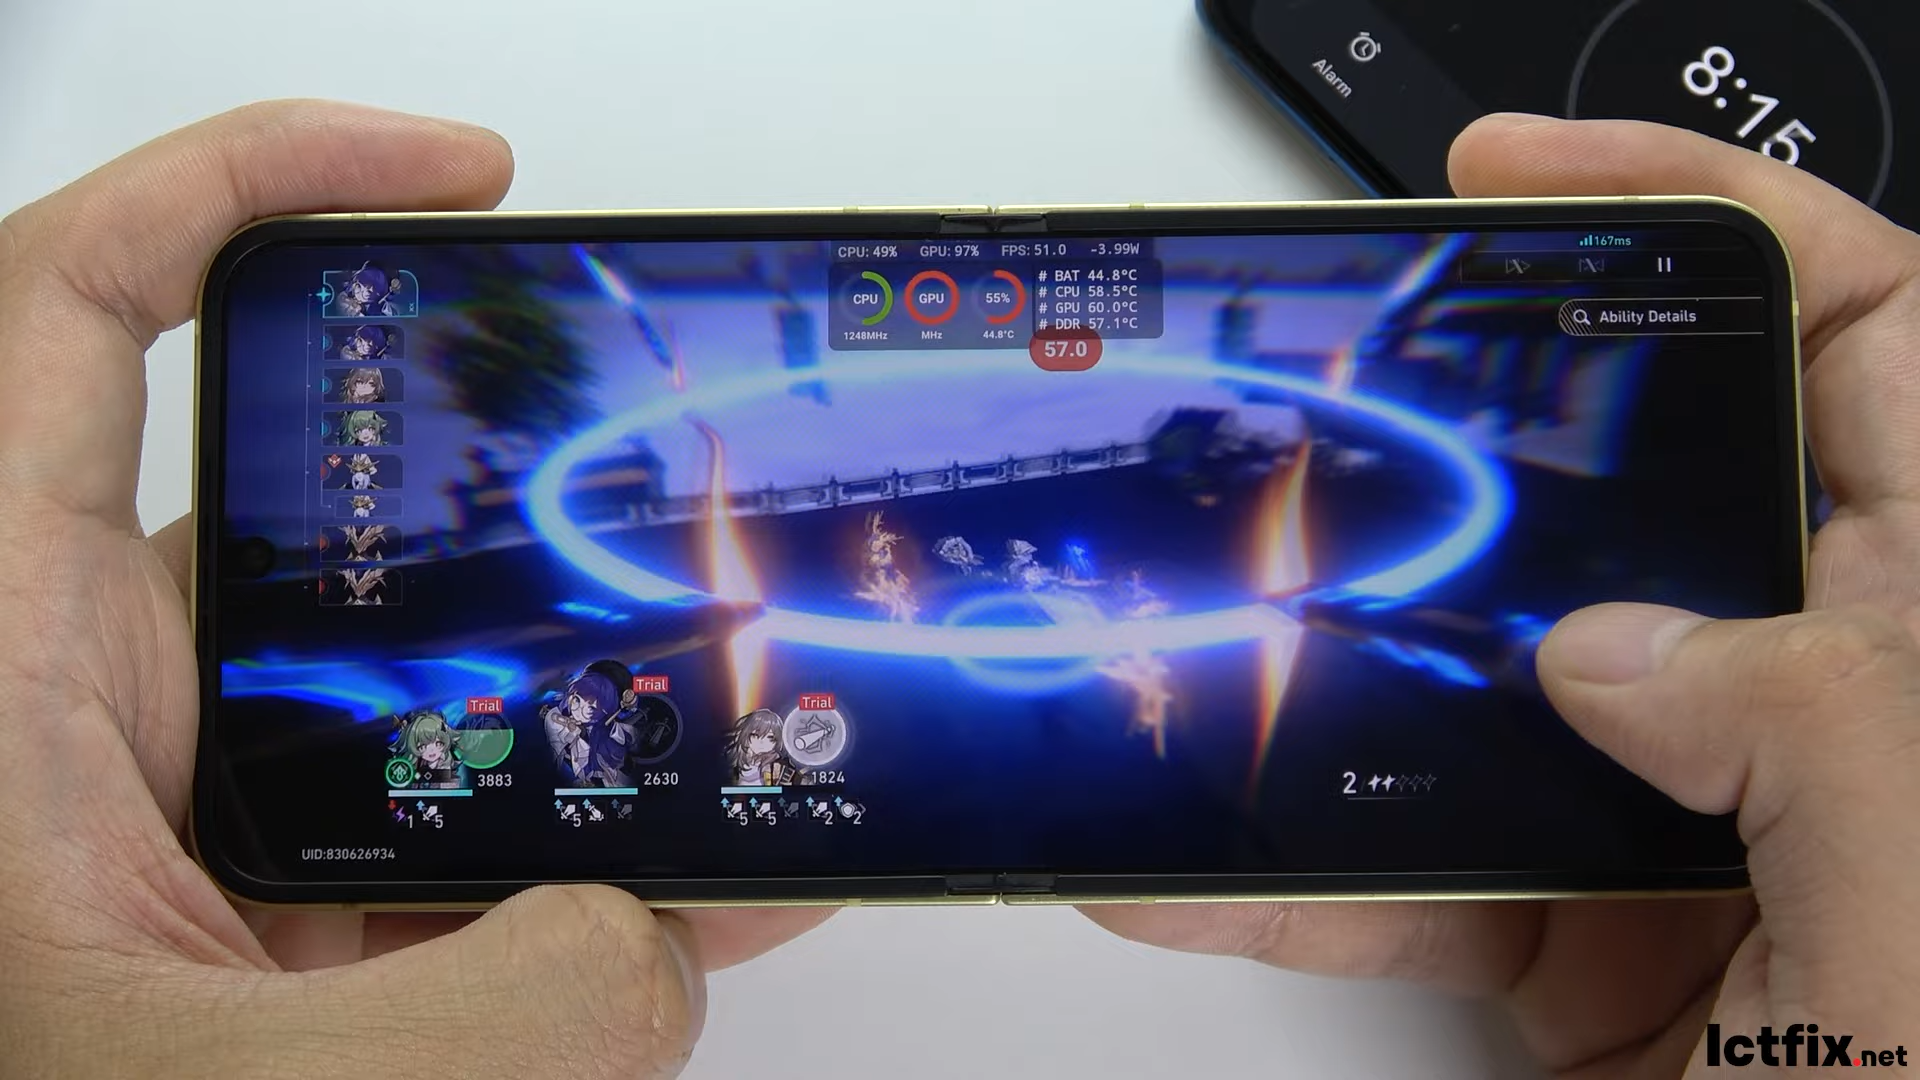 Alarm
8:15
CPU: 49% GPU: 97% FPS: 51.0 -3.99W
CPU
1248MHz
GPU
MHz
55%
44.8°C
# BAT 44.8°C
# CPU 58.5°C
# GPU 60.0°C
# DDR 57.1°C
57.0
167ms
Ability Details
Trial
3883
1 5
Trial
2630
5
Trial
1824
5 5 2 2
2
UID:830626934
Ictfix.net